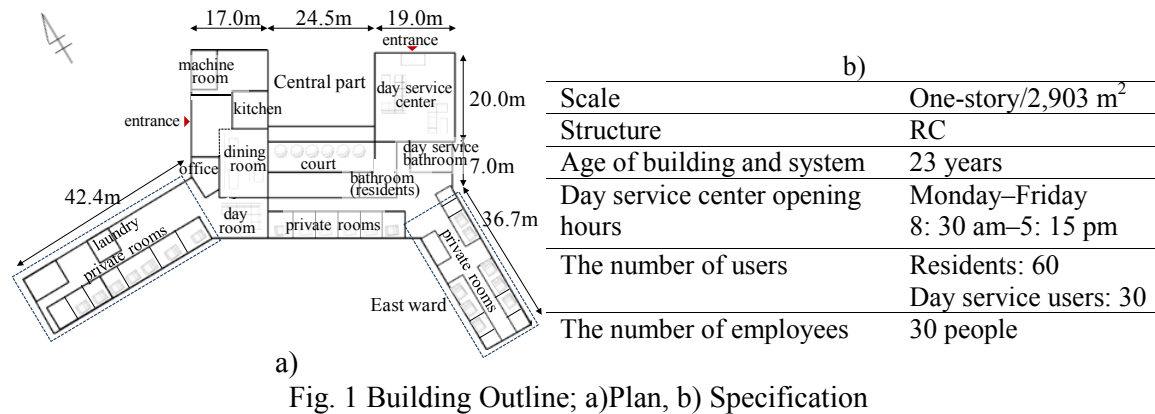 17.0m 24.5m 19.0m
entrance
machine
room
Central part
day service
center
kitchen
20.0m
entrance
dining
room
day service
bathroom
7.0m
office
court
bathroom
(residents)
42.4m
36.7m
day
room
private rooms
laundry
private rooms
private rooms
East ward
a)
b)
Scale One-story/2,903 m²
Structure RC
Age of building and system 23 years
Day service center opening Monday–Friday
hours 8: 30 am–5: 15 pm
The number of users Residents: 60
Day service users: 30
The number of employees 30 people
Fig. 1 Building Outline; a)Plan, b) Specification